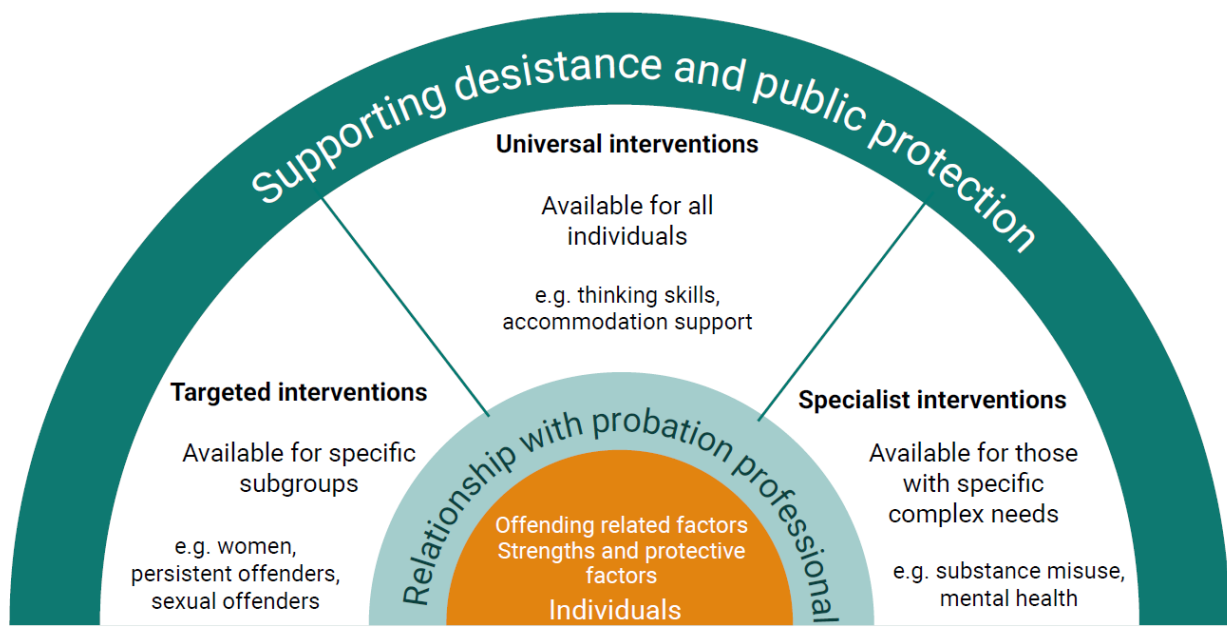 Supporting desistance and public protection
Universal interventions
Available for all
individuals
e.g. thinking skills,
accommodation support
Targeted interventions
Available for specific
subgroups
e.g. women,
persistent offenders,
sexual offenders
Specialist interventions
Available for those
with specific
complex needs
e.g. substance misuse,
mental health
Relationship with probation professional
Offending related factors
Strengths and protective
factors
Individuals